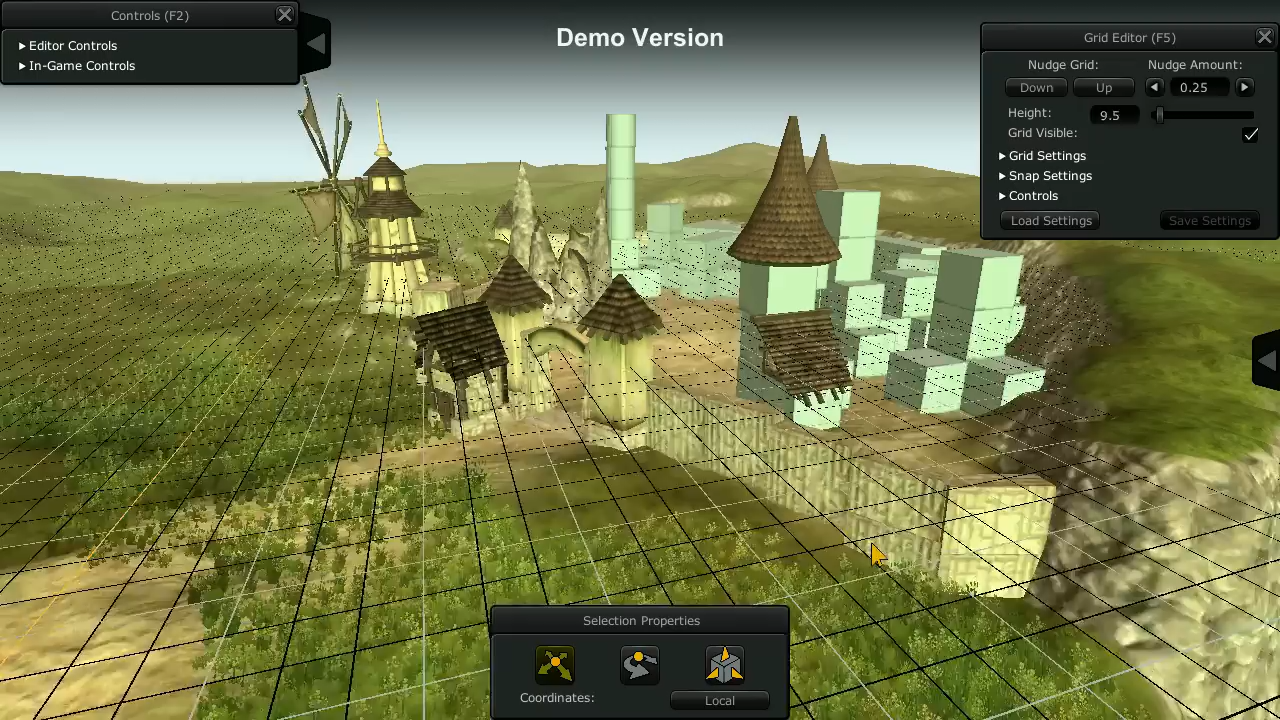 Controls (F2)
Editor Controls
In-Game Controls
Demo Version
Grid Editor (F5)
Nudge Grid: Nudge Amount:
Down Up 0.25
Height: 9.5
Grid Visible:
Grid Settings
Snap Settings
Controls
Load Settings Save Settings
Selection Properties
Coordinates: Local